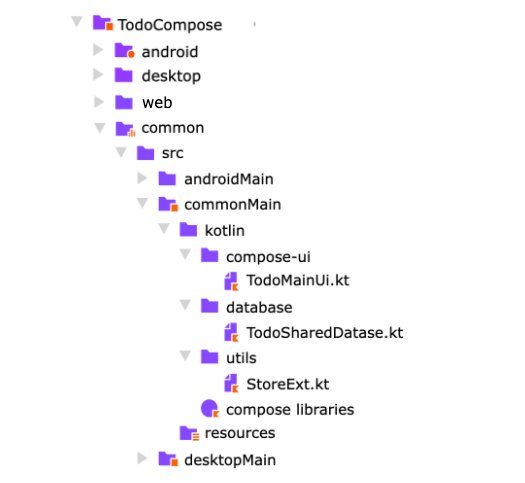 TodoCompose
android
desktop
web
common
src
androidMain
commonMain
kotlin
compose-ui
TodoMainUi.kt
database
TodoSharedDatase.kt
utils
StoreExt.kt
compose libraries
resources
desktopMain